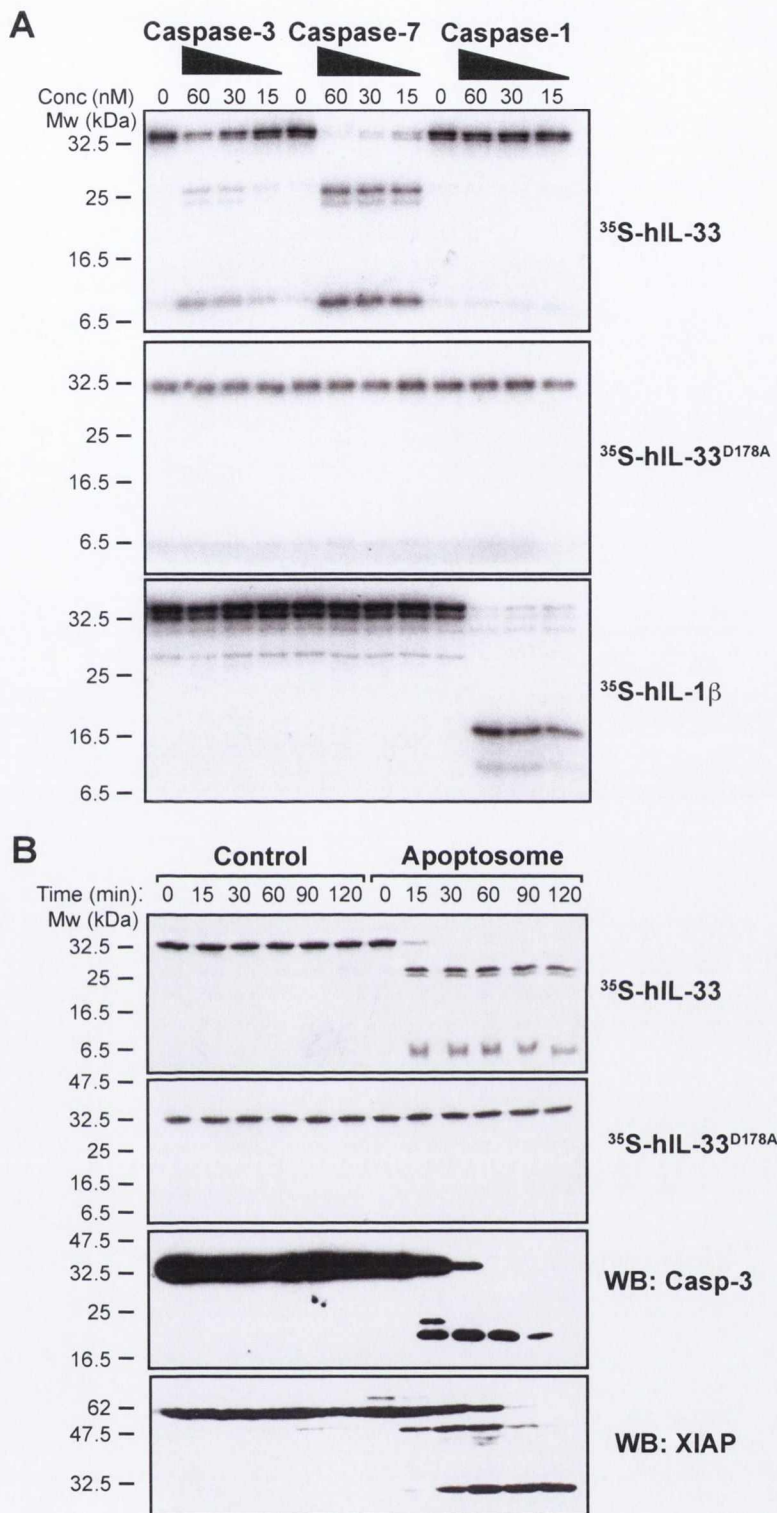 A
Caspase-3 Caspase-7 Caspase-1
Conc (nM) 0 60 30 15 0 60 30 15 0 60 30 15
Mw (kDa)
32.5
25
16.5
6.5
³⁵S-hIL-33
32.5
25
16.5
6.5
³⁵S-hIL-33ᴰ¹⁷⁸ᴬ
32.5
25
16.5
6.5
³⁵S-hIL-1β
B
Control Apoptosome
Time (min): 0 15 30 60 90 120 0 15 30 60 90 120
Mw (kDa)
32.5
25
16.5
6.5
³⁵S-hIL-33
47.5
32.5
25
16.5
6.5
³⁵S-hIL-33ᴰ¹⁷⁸ᴬ
47.5
32.5
25
16.5
WB: Casp-3
62
47.5
32.5
WB: XIAP